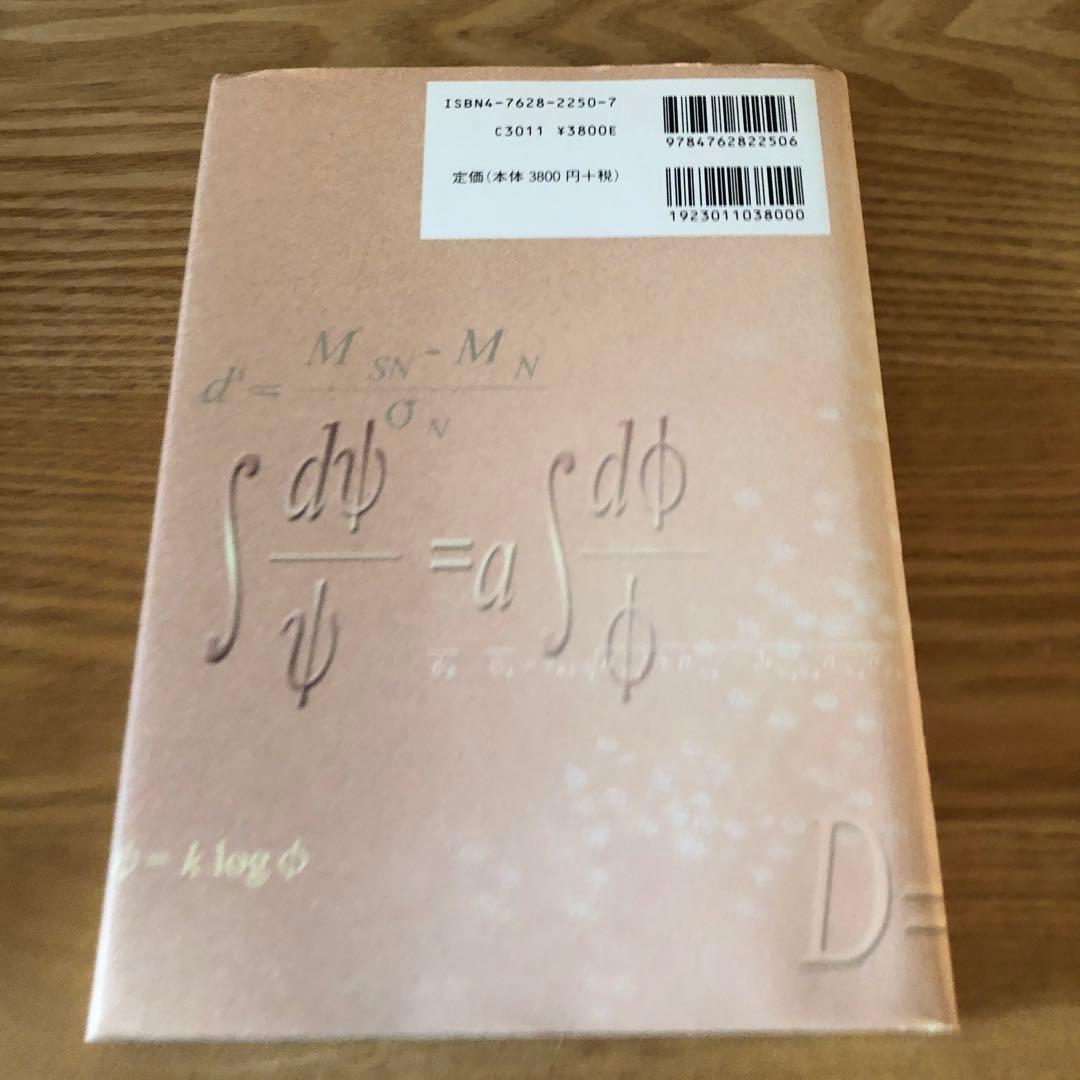 ISBN4-7628-2250-7
C3011 ¥3800E
定価(本体 3800 円+税)
9784762822506
1923011038000
d' = (M SN - M N) / σ N
∫ dψ/ψ = a ∫ dϕ/ϕ
ψ = k log ϕ
D =